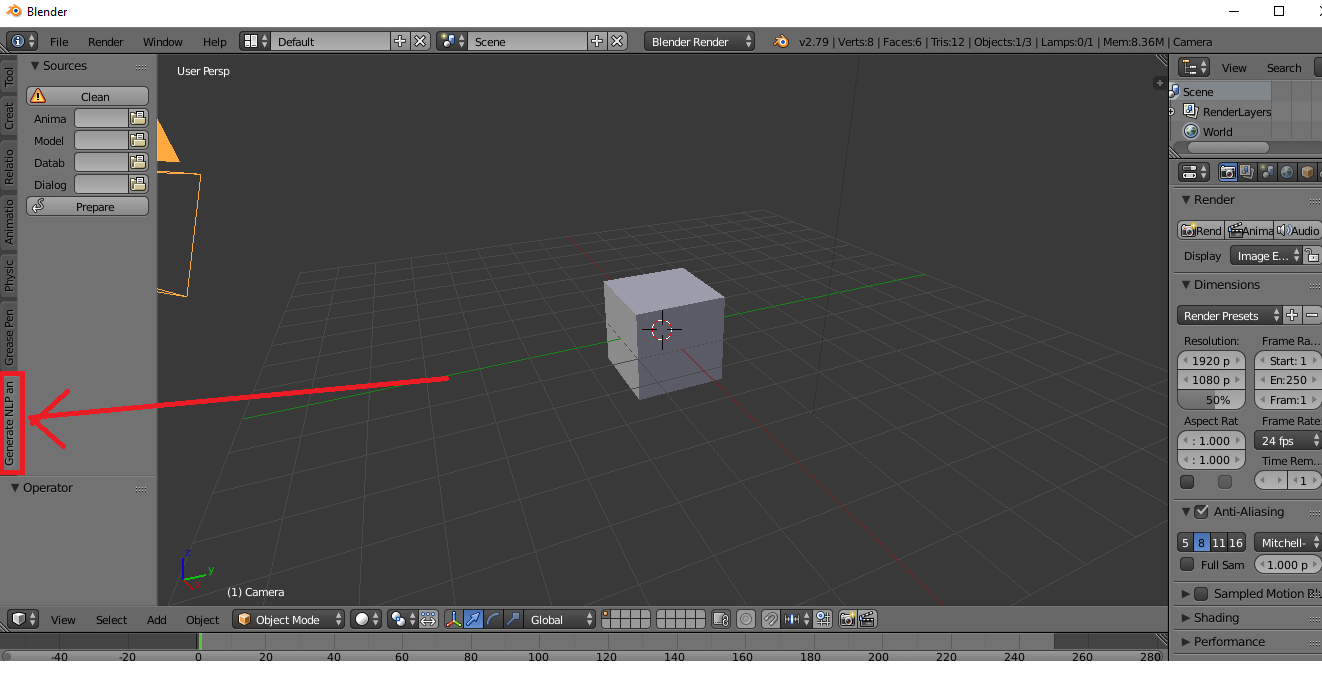 Blender
File Render Window Help Default Scene Blender Render v2.79 | Verts:8 | Faces:6 | Tris:12 | Objects:1/3 | Lamps:0/1 | Mem:8.36M | Camera
Tool
Creat
Relatio
Animatio
Physic
Grease Pen
Generate NLP an
Sources
Clean
Anima
Model
Datab
Dialog
Prepare
Operator
User Persp
z
y
(1) Camera
View Select Add Object Object Mode Global
-40 -20 0 20 40 60 80 100 120 140 160 180 200 220 240 260 280
View Search
Scene
RenderLayers
World
Render
Rend Anima Audio
Display Image E...
Dimensions
Render Presets
Resolution: Frame Ra...
1920 p Start: 1
1080 p En:250
50% Fram:1
Aspect Rat Frame Rate:
: 1.000 24 fps
: 1.000 Time Rem...
1
Anti-Aliasing
5 8 11 16 Mitchell-
Full Sam 1.000 p
Sampled Motion
Shading
Performance